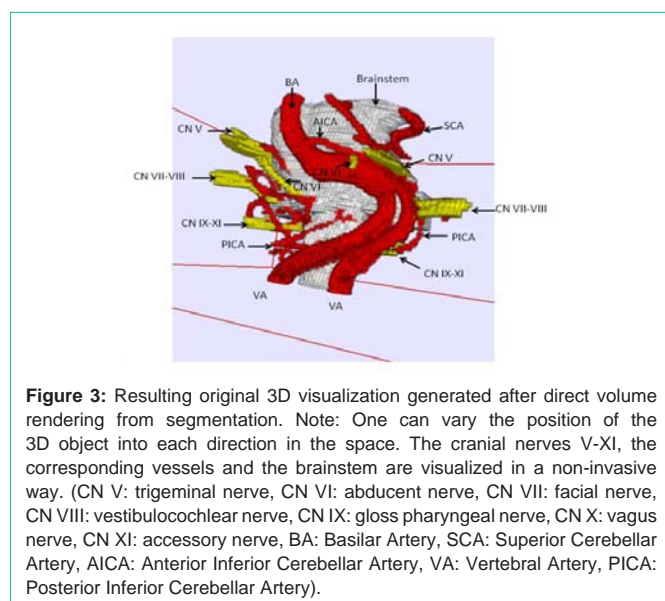 BA
Brainstem
AICA
SCA
CN V
CN VI
CN V
CN VII-VIII
CN VI
CN VII-VIII
CN IX-XI
PICA
PICA
CN IX-XI
VA
VA
Figure 3: Resulting original 3D visualization generated after direct volume
rendering from segmentation. Note: One can vary the position of the
3D object into each direction in the space. The cranial nerves V-XI, the
corresponding vessels and the brainstem are visualized in a non-invasive
way. (CN V: trigeminal nerve, CN VI: abducent nerve, CN VII: facial nerve,
CN VIII: vestibulocochlear nerve, CN IX: gloss pharyngeal nerve, CN X: vagus
nerve, CN XI: accessory nerve, BA: Basilar Artery, SCA: Superior Cerebellar
Artery, AICA: Anterior Inferior Cerebellar Artery, VA: Vertebral Artery, PICA:
Posterior Inferior Cerebellar Artery).